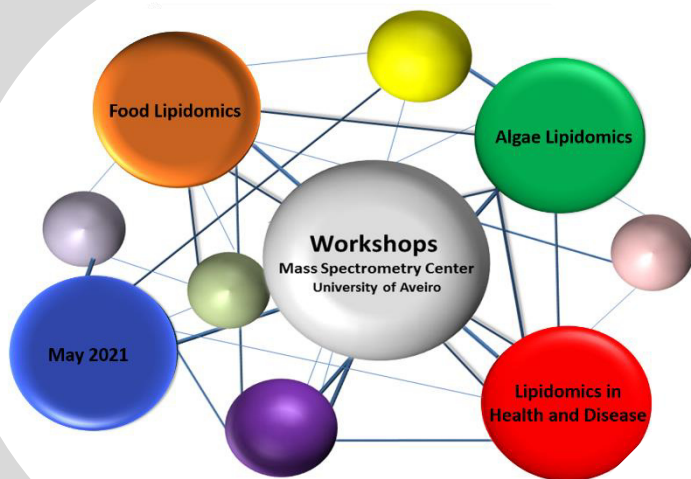 Food Lipidomics
Algae Lipidomics
Workshops
Mass Spectrometry Center
University of Aveiro
May 2021
Lipidomics in
Health and Disease